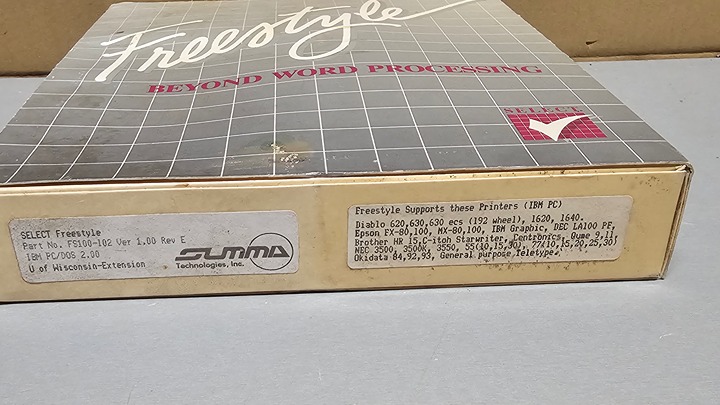 Freestyle
BEYOND WORD PROCESSING
SELECT
SELECT Freestyle
Part No. FS100-102 Ver 1.00 Rev E
IBM PC/DOS 2.00
U of Wisconsin-Extension
SUMMA
Technologies, Inc.
Freestyle Supports these Printers (IBM PC)
Diablo 620,630,630 ecs (192 wheel), 1620, 1640.
Epson FX-80,100, MX-80,100, IBM Graphic, DEC LA100 PE,
Brother HR 15,C-itoh Starwriter, Centronics, Qume 9,11,
NEC 3500, 3500K, 3550, 55(10,15,30), 77(10,15,20,25,30)
Okidata 84,92,93, General purpose Teletype.